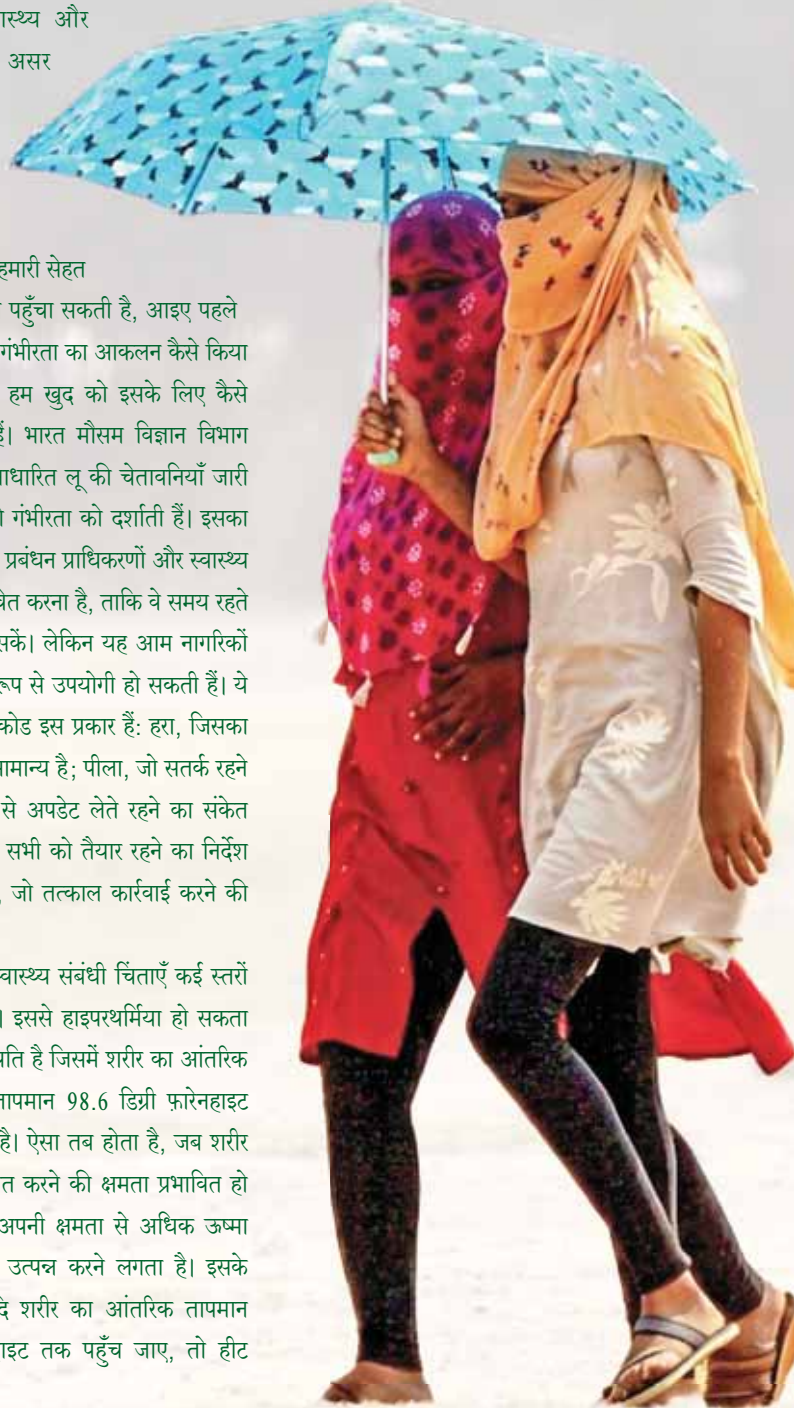 और
असर
हमारी सेहत
पहुँचा सकती है, आइए पहले
गंभीरता का आकलन कैसे किया
हम खुद को इसके लिए कैसे
हैं। भारत मौसम विज्ञान विभाग
लू की चेतावनियाँ जारी
गंभीरता को दर्शाती हैं। इसका
प्रबंधन प्राधिकरणों और स्वास्थ्य
करना है, ताकि वे समय रहते
सकें। लेकिन यह आम नागरिकों
रूप से उपयोगी हो सकती हैं। ये
कोड इस प्रकार हैं: हरा, जिसका
है; पीला, जो सतर्क रहने
से अपडेट लेते रहने का संकेत
सभी को तैयार रहने का निर्देश
, जो तत्काल कार्रवाई करने की
स्वास्थ्य संबंधी चिंताएँ कई स्तरों
। इससे हाइपरथर्मिया हो सकता
है जिसमें शरीर का आंतरिक
तापमान 98.6 डिग्री फ़ारेनहाइट
है। ऐसा तब होता है, जब शरीर
करने की क्षमता प्रभावित हो
अपनी क्षमता से अधिक ऊष्मा
उत्पन्न करने लगता है। इसके
शरीर का आंतरिक तापमान
तक पहुँच जाए, तो हीट